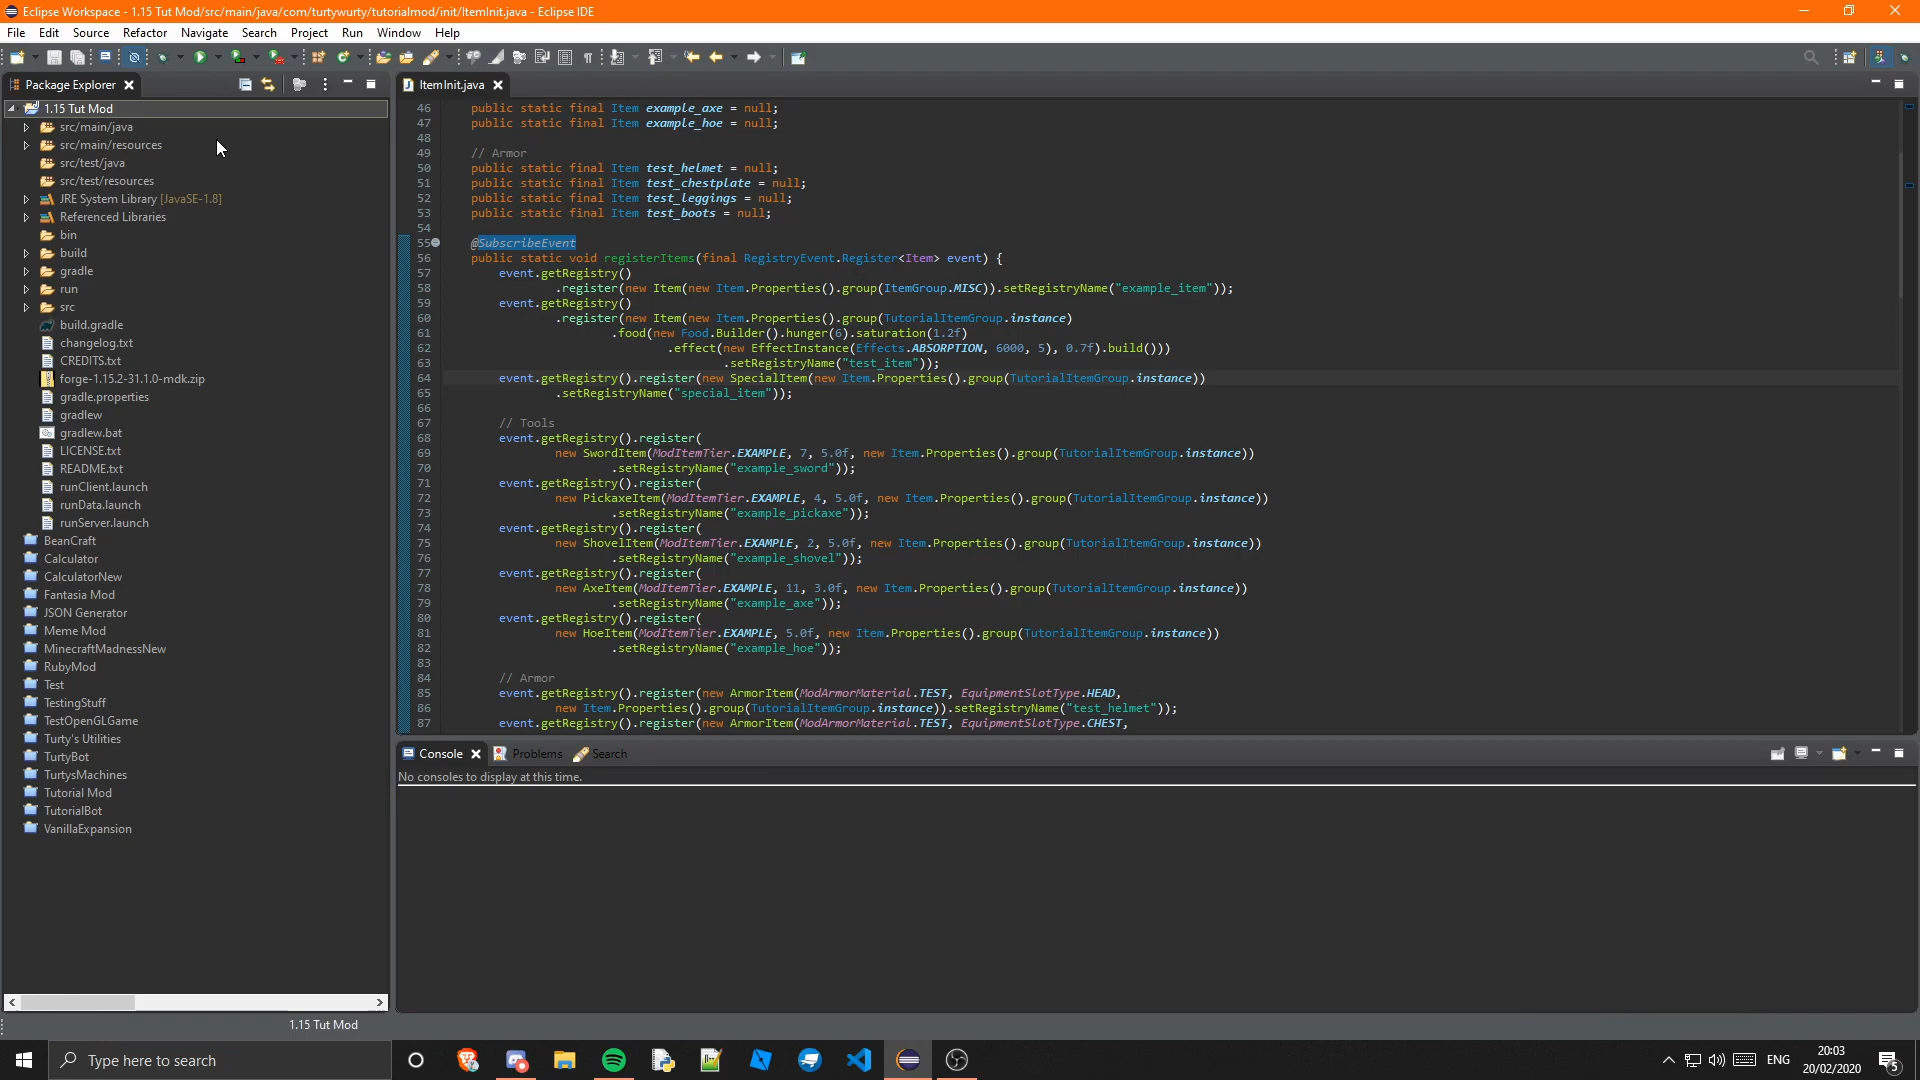 Eclipse Workspace - 1.15 Tut Mod/src/main/java/com/turtywurty/tutorialmod/init/ItemInit.java - Eclipse IDE
File Edit Source Refactor Navigate Search Project Run Window Help
Package Explorer
1.15 Tut Mod
src/main/java
src/main/resources
src/test/java
src/test/resources
JRE System Library [JavaSE-1.8]
Referenced Libraries
bin
build
gradle
run
src
build.gradle
changelog.txt
CREDITS.txt
forge-1.15.2-31.1.0-mdk.zip
gradle.properties
gradlew
gradlew.bat
LICENSE.txt
README.txt
runClient.launch
runData.launch
runServer.launch
BeanCraft
Calculator
CalculatorNew
Fantasia Mod
JSON Generator
Meme Mod
MinecraftMadnessNew
RubyMod
Test
TestingStuff
TestOpenGLGame
Turty's Utilities
TurtyBot
TurtysMachines
Tutorial Mod
TutorialBot
VanillaExpansion
ItemInit.java
46 public static final Item example_axe = null;
47 public static final Item example_hoe = null;
48
49 // Armor
50 public static final Item test_helmet = null;
51 public static final Item test_chestplate = null;
52 public static final Item test_leggings = null;
53 public static final Item test_boots = null;
54
55 @SubscribeEvent
56 public static void registerItems(final RegistryEvent.Register<Item> event) {
57 event.getRegistry()
58 .register(new Item(new Item.Properties().group(ItemGroup.MISC)).setRegistryName("example_item"));
59 event.getRegistry()
60 .register(new Item(new Item.Properties().group(TutorialItemGroup.instance)
61 .food(new Food.Builder().hunger(6).saturation(1.2f)
62 .effect(new EffectInstance(Effects.ABSORPTION, 6000, 5), 0.7f).build()))
63 .setRegistryName("test_item"));
64 event.getRegistry().register(new SpecialItem(new Item.Properties().group(TutorialItemGroup.instance))
65 .setRegistryName("special_item"));
66
67 // Tools
68 event.getRegistry().register(
69 new SwordItem(ModItemTier.EXAMPLE, 7, 5.0f, new Item.Properties().group(TutorialItemGroup.instance))
70 .setRegistryName("example_sword"));
71 event.getRegistry().register(
72 new PickaxeItem(ModItemTier.EXAMPLE, 4, 5.0f, new Item.Properties().group(TutorialItemGroup.instance))
73 .setRegistryName("example_pickaxe"));
74 event.getRegistry().register(
75 new ShovelItem(ModItemTier.EXAMPLE, 2, 5.0f, new Item.Properties().group(TutorialItemGroup.instance))
76 .setRegistryName("example_shovel"));
77 event.getRegistry().register(
78 new AxeItem(ModItemTier.EXAMPLE, 11, 3.0f, new Item.Properties().group(TutorialItemGroup.instance))
79 .setRegistryName("example_axe"));
80 event.getRegistry().register(
81 new HoeItem(ModItemTier.EXAMPLE, 5.0f, new Item.Properties().group(TutorialItemGroup.instance))
82 .setRegistryName("example_hoe"));
83
84 // Armor
85 event.getRegistry().register(new ArmorItem(ModArmorMaterial.TEST, EquipmentSlotType.HEAD,
86 new Item.Properties().group(TutorialItemGroup.instance)).setRegistryName("test_helmet"));
87 event.getRegistry().register(new ArmorItem(ModArmorMaterial.TEST, EquipmentSlotType.CHEST,
Console Problems Search
No consoles to display at this time.
1.15 Tut Mod
Type here to search
ENG
20:03
20/02/2020
5